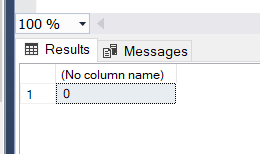 100 %
Results Messages
(No column name)
1 0